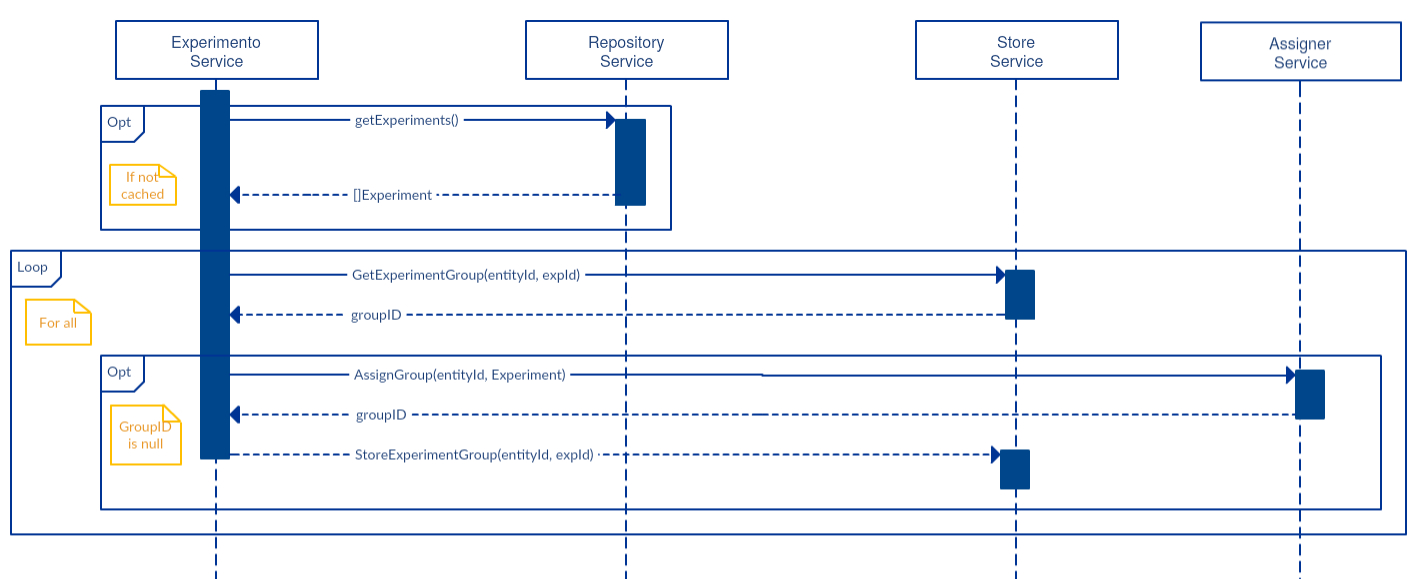 Experimento
Service
Repository
Service
Store
Service
Assigner
Service
Opt
getExperiments()
If not
cached
[]Experiment
Loop
GetExperimentGroup(entityId, expId)
For all
groupID
Opt
AssignGroup(entityId, Experiment)
groupID
GroupID
is null
StoreExperimentGroup(entityId, expId)